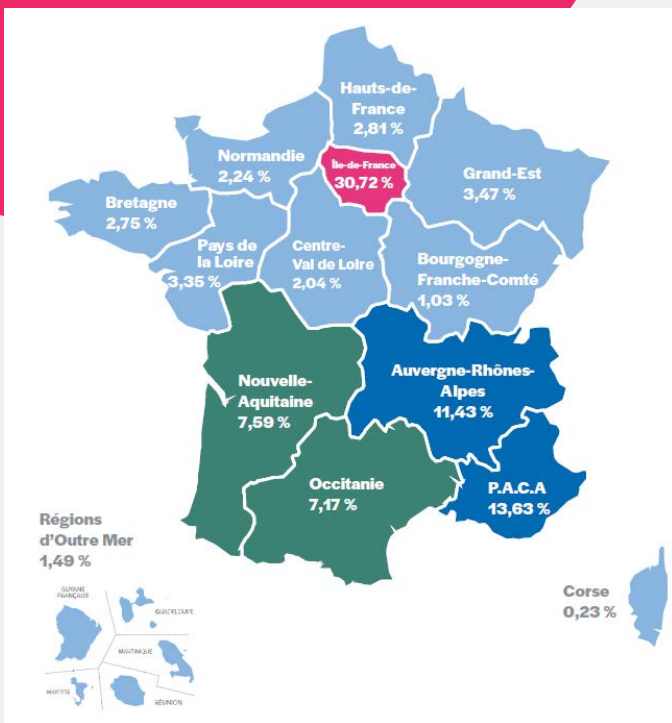 Hauts-de-
France
2,81 %
Normandie
2,24 %
Île-de-France
30,72 %
Grand-Est
3,47 %
Bretagne
2,75 %
Pays de
la Loire
3,35 %
Centre-
Val de Loire
2,04 %
Bourgogne-
Franche-Comté
1,03 %
Nouvelle-
Aquitaine
7,59 %
Auvergne-Rhônes-
Alpes
11,43 %
Occitanie
7,17 %
P.A.C.A
13,63 %
Régions
d'Outre Mer
1,49 %
GUYANE
FRANÇAISE
GUADELOUPE
MARTINIQUE
MAYOTTE
RÉUNION
Corse
0,23 %